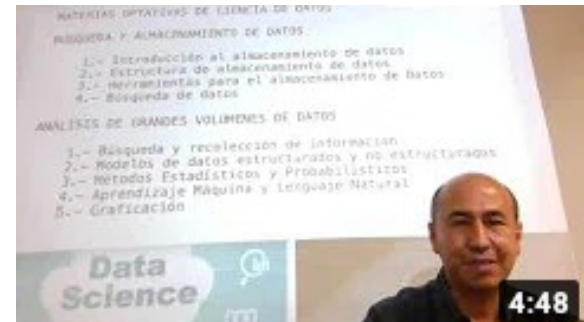 MATERIAS OPTATIVAS DE CIENCIA DE DATOS
BUSQUEDA Y ALMACENAMIENTO DE DATOS
1.- Introducción al almacenamiento de datos
2.- Estructura de almacenamiento de datos
3.- Herramientas para el almacenamiento de Datos
4.- Búsqueda de datos
ANÁLISIS DE GRANDES VOLUMENES DE DATOS
1.- Búsqueda y recolección de información
2.- Modelos de datos estructurados y no estructurados
3.- Métodos Estadísticos y Probabilísticos
4.- Aprendizaje Maquina y Lenguaje Natural
5.- Graficación
Data
Science
4:48